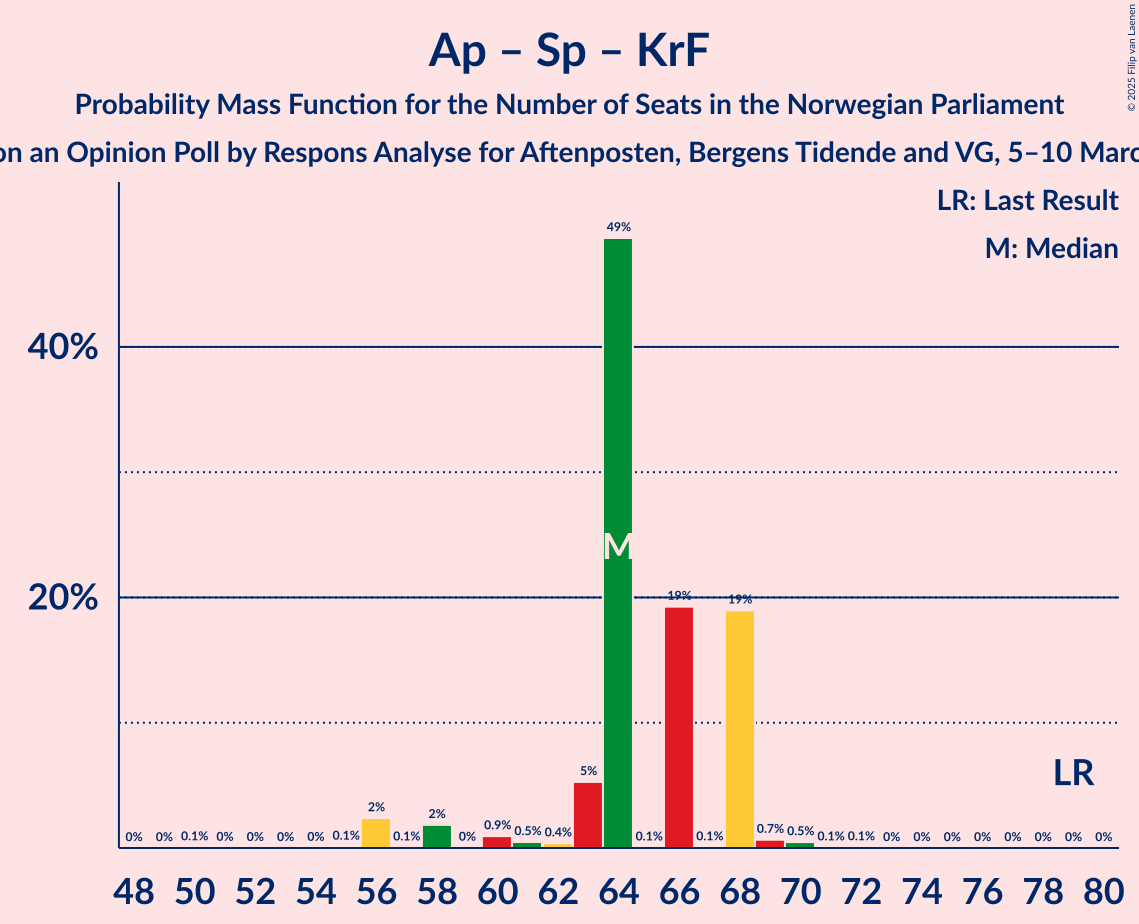 Ap – Sp – KrF
Probability Mass Function for the Number of Seats in the Norwegian Parliament
on an Opinion Poll by Respons Analyse for Aftenposten, Bergens Tidende and VG, 5–10
© 2025 Filip van Laenen
LR: Last Result
M: Median
40%
20%
0% 0% 0.1% 0% 0% 0% 0% 0.1% 2% 0.1% 2% 0% 0.9% 0.5% 0.4% 5% 49% 0.1% 19% 0.1% 19% 0.7% 0.5% 0.1% 0.1% 0% 0% 0% 0% 0% 0% 0% 0%
M
LR
48 50 52 54 56 58 60 62 64 66 68 70 72 74 76 78 80